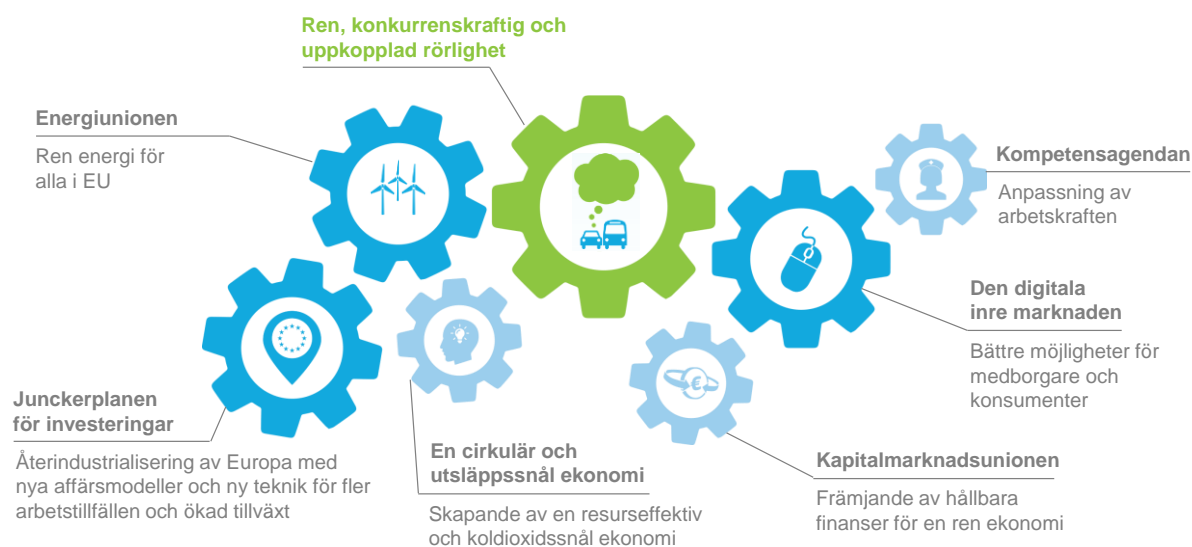 Ren, konkurrenskraftig och
uppkopplad rörlighet
Energiunionen
Ren energi för
alla i EU
Kompetensagendan
Anpassning av
arbetskraften
Den digitala
inre marknaden
Bättre möjligheter för
medborgare och
konsumenter
Junckerplanen
för investeringar
Återindustrialisering av Europa med
nya affärsmodeller och ny teknik för fler
arbetstillfällen och ökad tillväxt
En cirkulär och
utsläppssnål ekonomi
Skapande av en resurseffektiv
och koldioxidssnål ekonomi
Kapitalmarknadsunionen
Främjande av hållbara
finanser för en ren ekonomi
€